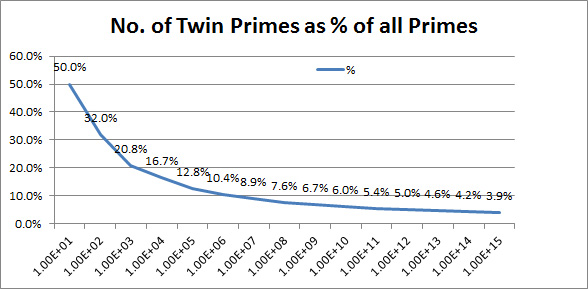 No. of Twin Primes as % of all Primes
60.0%
50.0%
40.0%
30.0%
20.0%
10.0%
0.0%
%
50.0%
32.0%
20.8%
16.7%
12.8%
10.4%
8.9%
7.6%
6.7%
6.0%
5.4%
5.0%
4.6%
4.2%
3.9%
1.00E+01
1.00E+02
1.00E+03
1.00E+04
1.00E+05
1.00E+06
1.00E+07
1.00E+08
1.00E+09
1.00E+10
1.00E+11
1.00E+12
1.00E+13
1.00E+14
1.00E+15